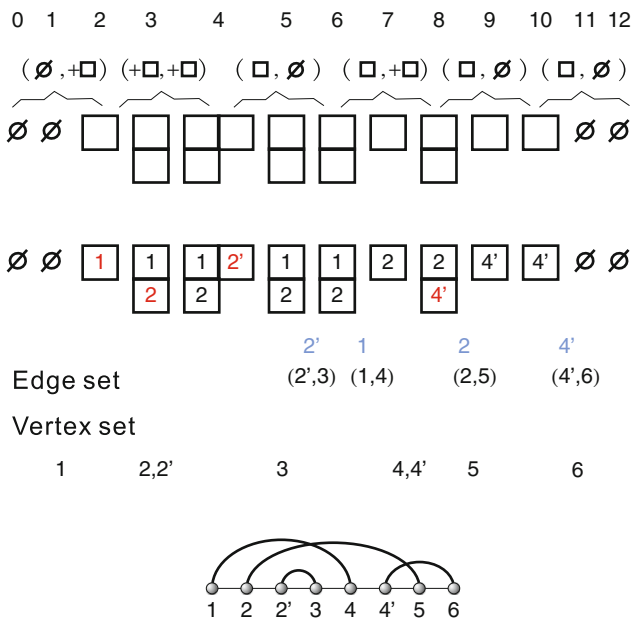 0 1 2 3 4 5 6 7 8 9 10 11 12
(∅,+□) (+□,+□) (□,∅) (□,+□) (□,∅) (□,∅)
∅ ∅ ∅ ∅
∅ ∅ 1 1 1 2' 1 1 2 2 4' 4' ∅ ∅
2 2 2 2 4'
2' 1 2 4'
Edge set (2',3) (1,4) (2,5) (4',6)
Vertex set
1 2,2' 3 4,4' 5 6
1 2 2' 3 4 4' 5 6